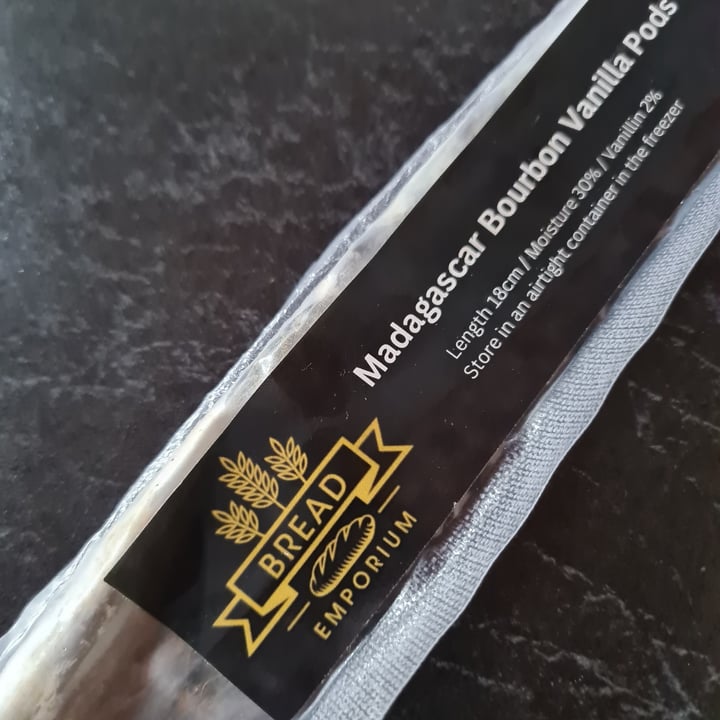 Madagascar Bourbon Vanilla Pods
Length 18cm / Moisture 30% / Vanillin 2%
Store in an airtight container in the freezer
BREAD
EMPORIUM